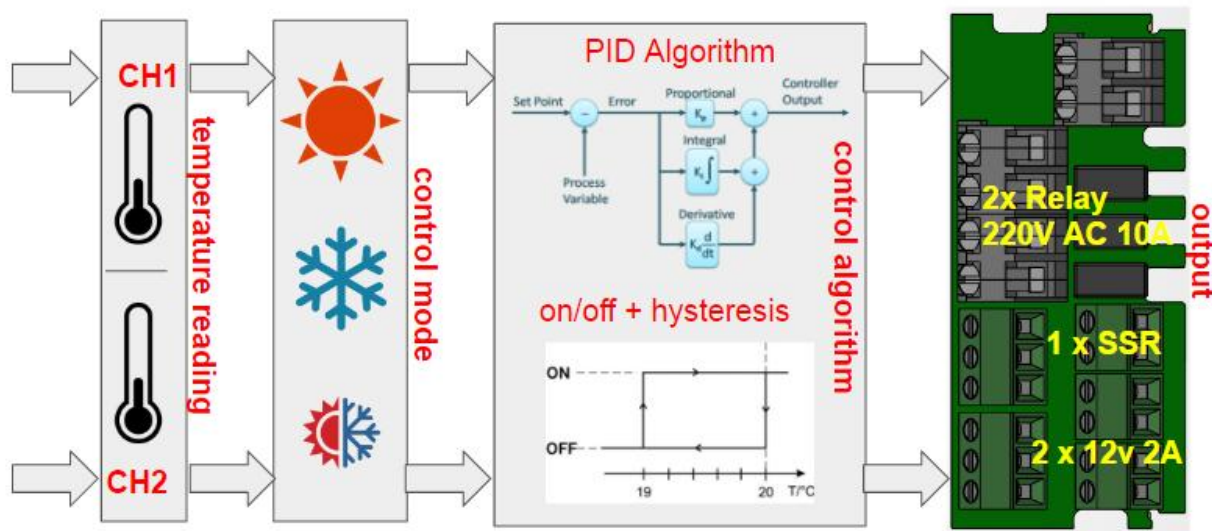 CH1
temperature reading
CH2
control mode
PID Algorithm
Set Point
Error
Proportional
Kp
Controller
Output
Integral
Process
Variable
Derivative
d
dt
on/off + hysteresis
ON
OFF
19
20
T/°C
control algorithm
2x Relay
220V AC 10A
1 x SSR
2 x 12v 2A
output